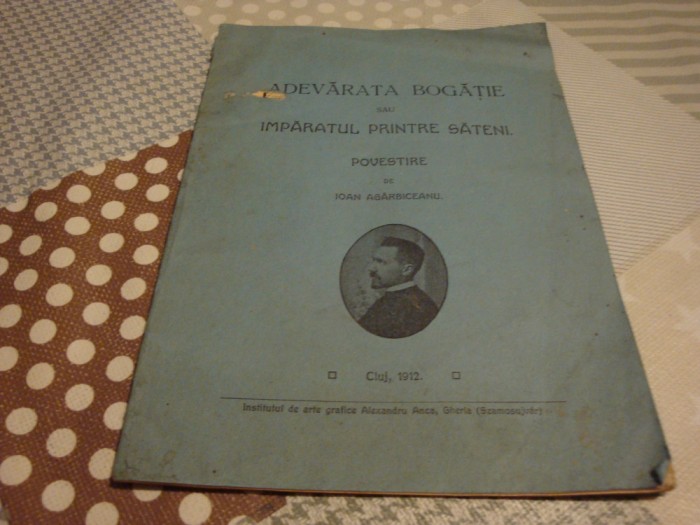 ADEVĂRATA BOGĂȚIE
SAU
IMPĂRATUL PRINTRE SĂTENI.
POVESTIRE
DE
IOAN AGÂRBICEANU.
Cluj, 1912.
Institutul de arte grafice Alexandru Anca, Gherla (Szamosujvár)